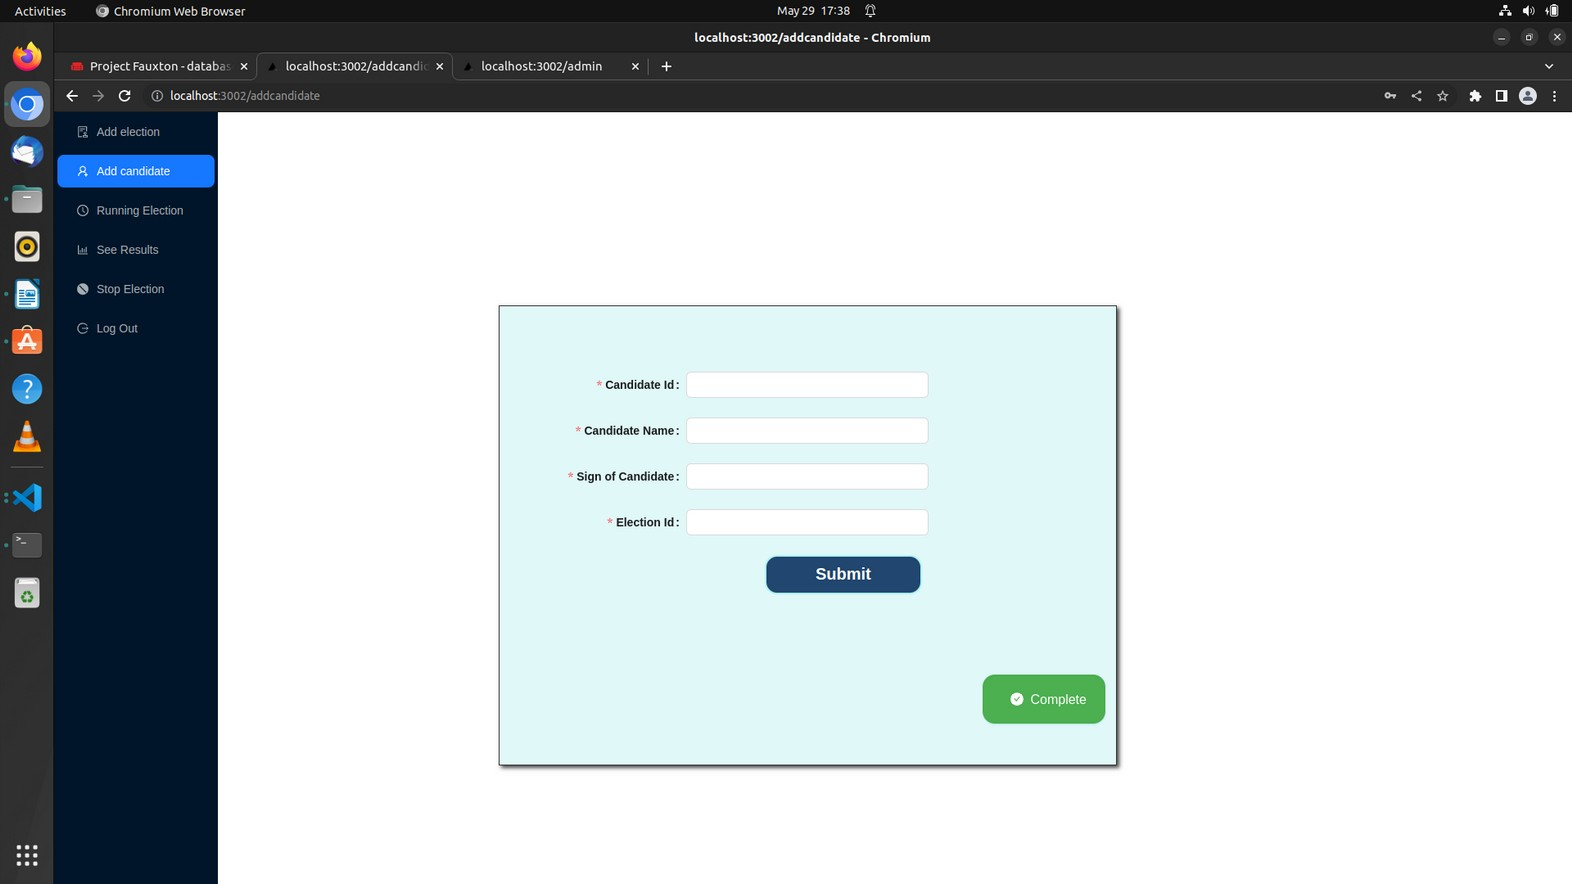 Activities
Chromium Web Browser
May 29 17:38
localhost:3002/addcandidate - Chromium
Project Fauxton - databas
localhost:3002/addcandid
localhost:3002/admin
localhost:3002/addcandidate
Add election
Add candidate
Running Election
See Results
Stop Election
Log Out
* Candidate Id :
* Candidate Name :
* Sign of Candidate :
* Election Id :
Submit
Complete